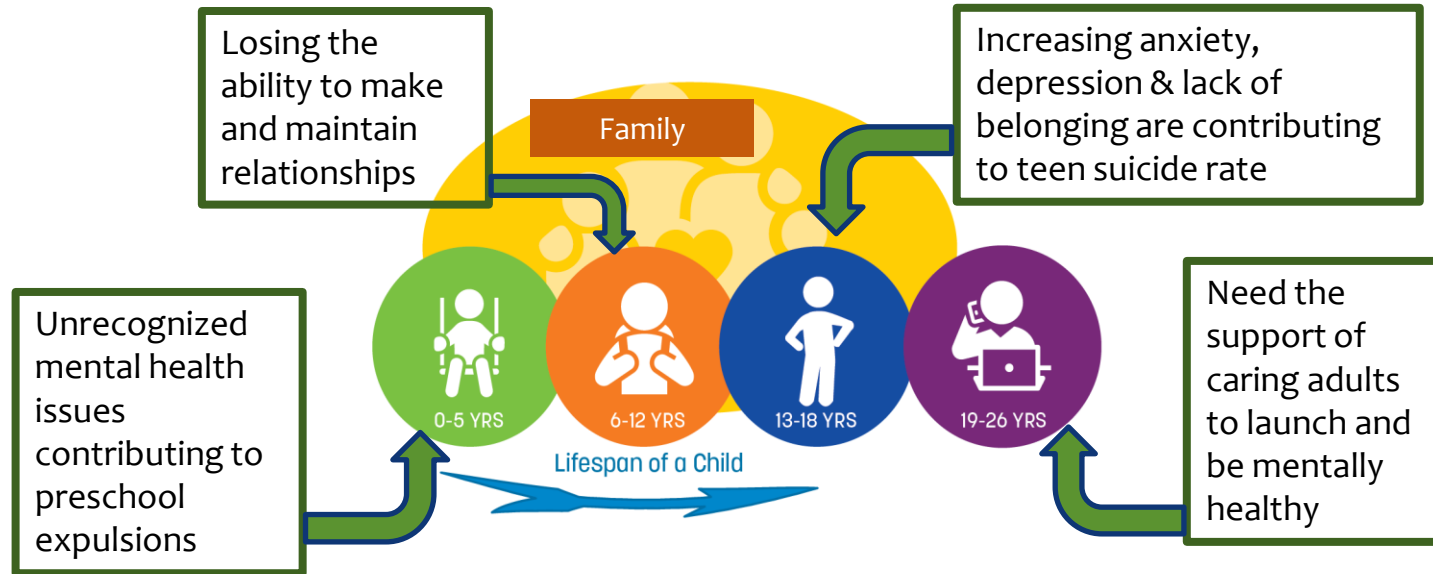 Losing the
ability to make
and maintain
relationships
Family
Increasing anxiety,
depression & lack of
belonging are contributing
to teen suicide rate
Unrecognized
mental health
issues
contributing to
preschool
expulsions
0-5 YRS
6-12 YRS
13-18 YRS
19-26 YRS
Lifespan of a Child
Need the
support of
caring adults
to launch and
be mentally
healthy